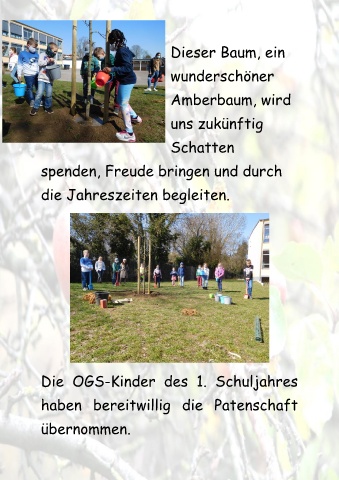 Dieser Baum, ein
wunderschöner
Amberbaum, wird
uns zukünftig
Schatten
spenden, Freude bringen und durch
die Jahreszeiten begleiten.
Die OGS-Kinder des 1. Schuljahres
haben bereitwillig die Patenschaft
übernommen.